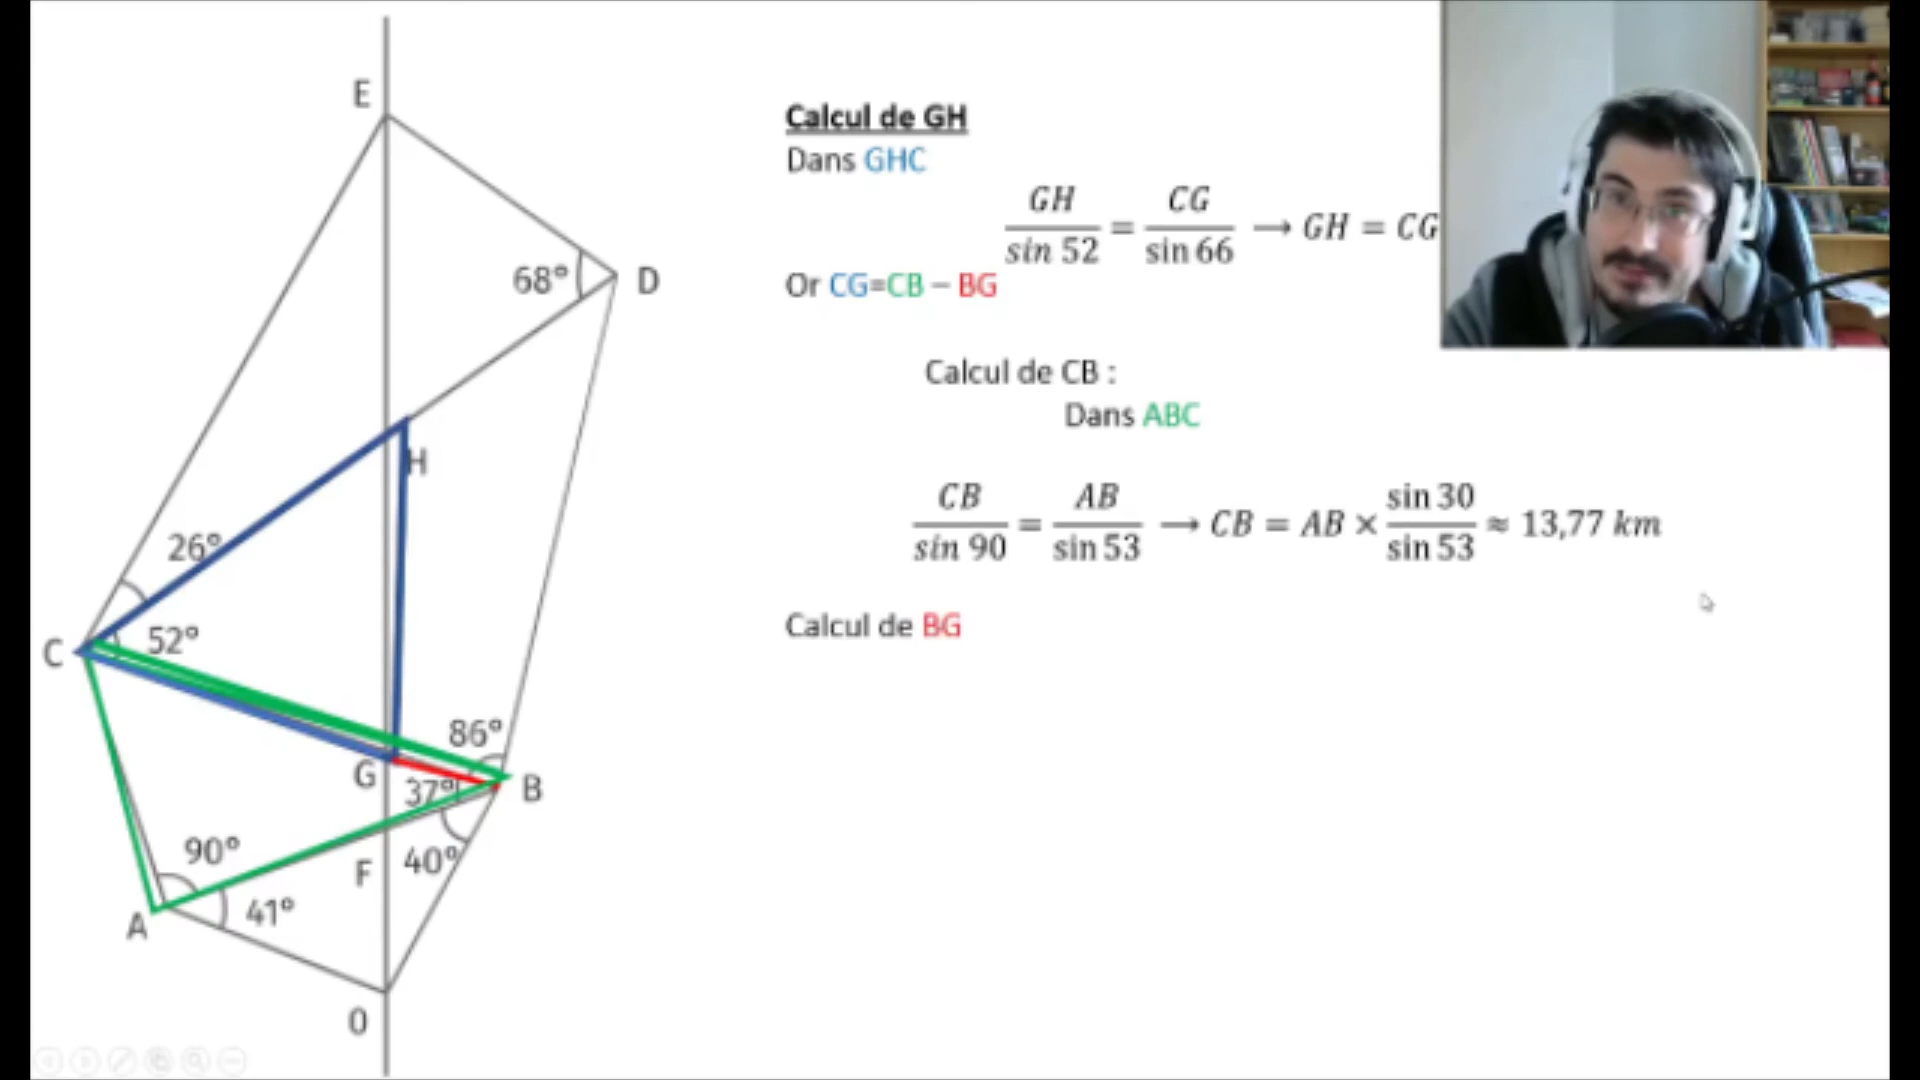 E
68° D
H
26°
52°
C
86°
G
37°
B
90°
F 40°
41°
A
O
Calcul de GH
Dans GHC
GH/sin 52 = CG/sin 66 → GH = CG
Or CG=CB – BG
Calcul de CB :
Dans ABC
CB/sin 90 = AB/sin 53 → CB = AB × sin 30/sin 53 ≈ 13,77 km
Calcul de BG